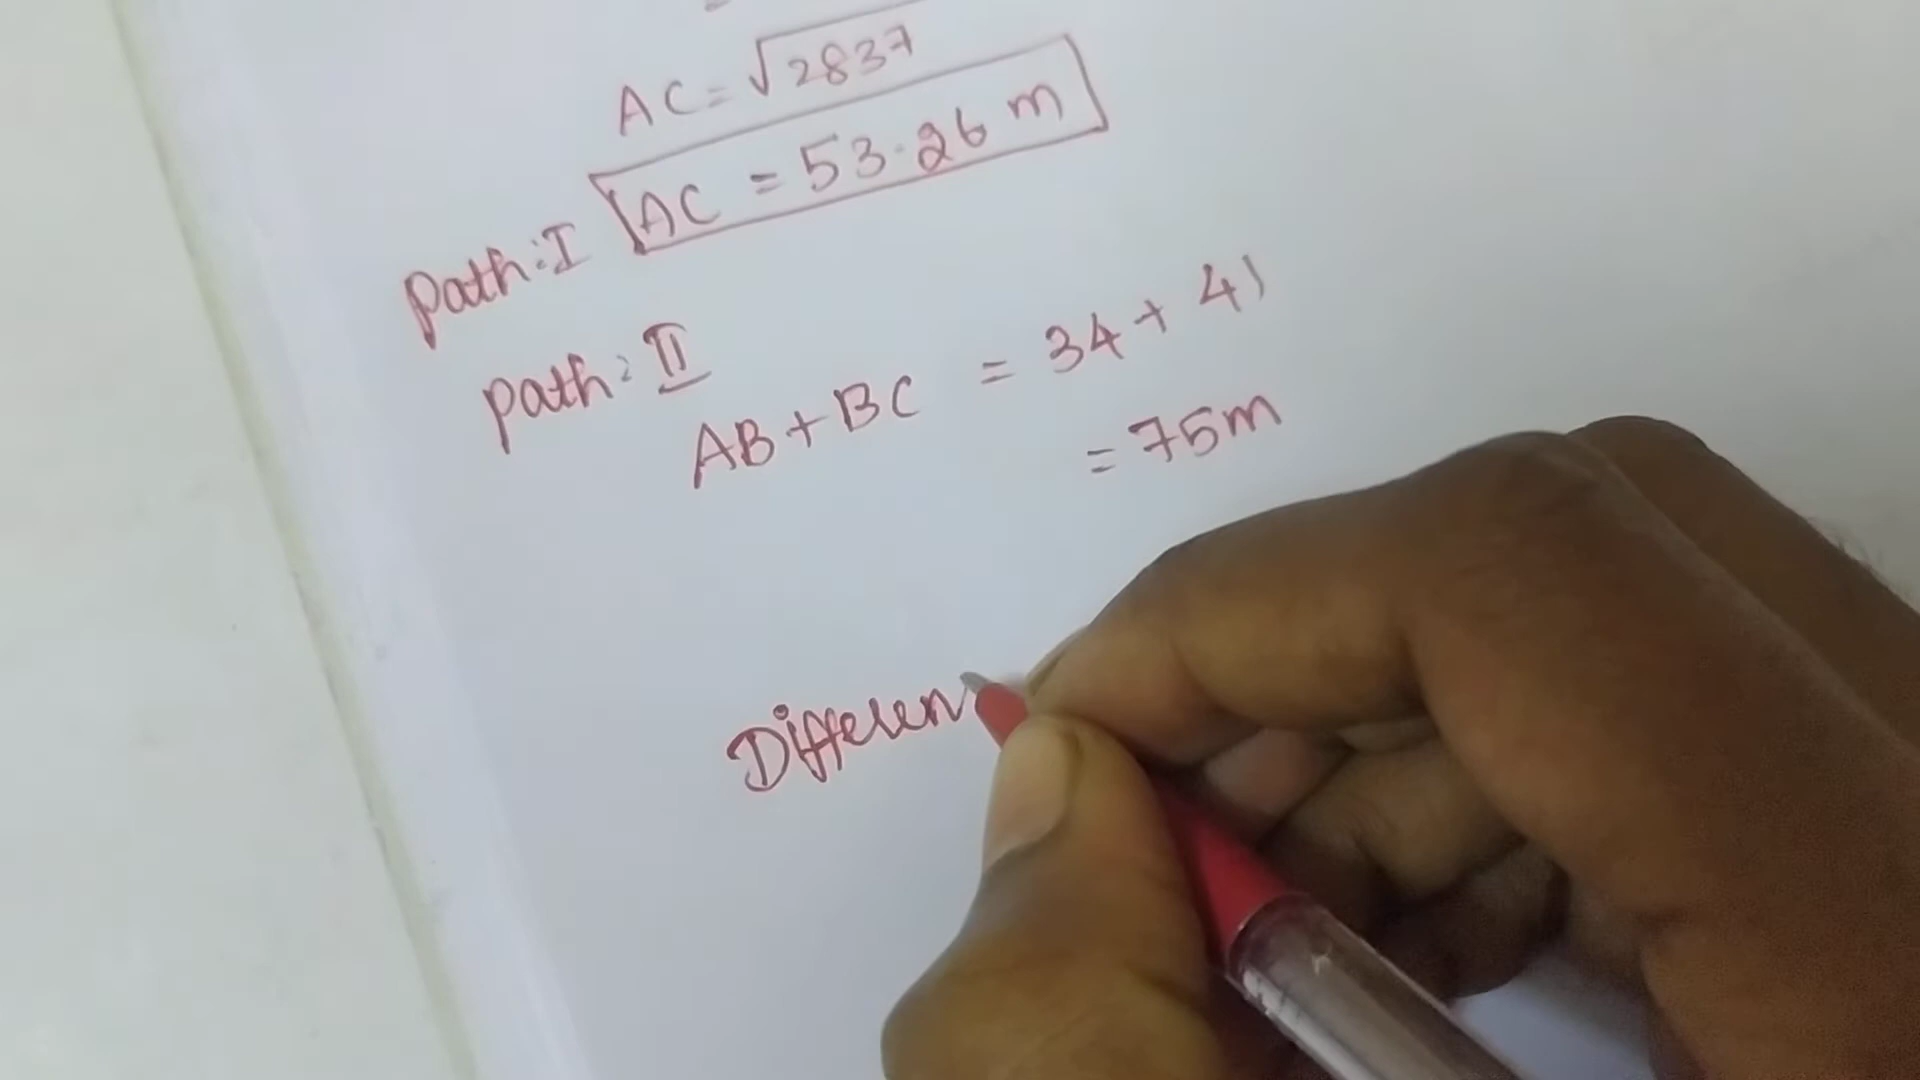 AC = √2837
AC = 53.26 m
Path: I
Path: II
AB + BC = 34 + 41
= 75m
Differen